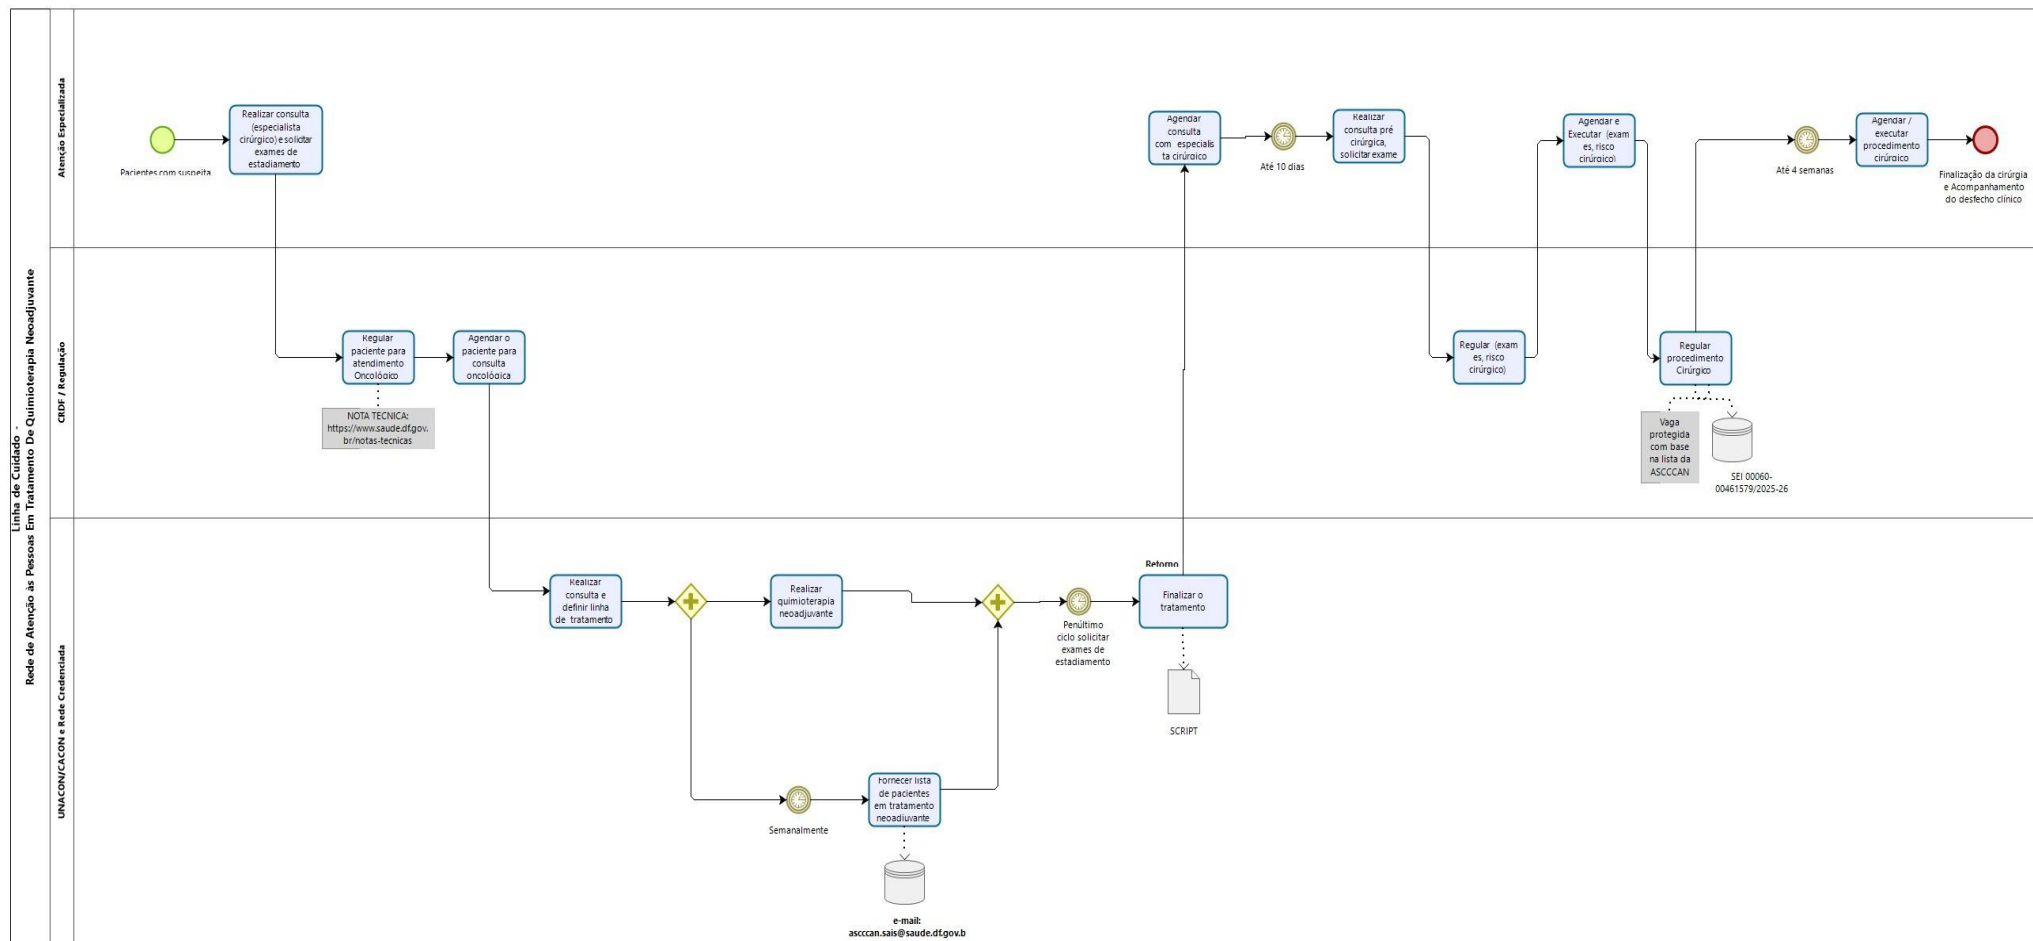 Linha de Cuidado -
Rede de Atenção às Pessoas Em Tratamento De Quimioterapia Neoadjuvante
Atenção Especializada
Pacientes com suspeita
Realizar consulta
(especialista
cirúrgico) e solicitar
exames de
estadiamento
Agendar
consulta
com especialis
ta cirúrgico
Até 10 dias
Realizar
consulta pré
cirúrgica,
solicitar exame
Agendar e
Executar (exam
es, risco
cirúrgico)
Até 4 semanas
Agendar /
executar
procedimento
cirúrgico
Finalização da cirúrgia
e Acompanhamento
do desfecho clínico
CRDF / Regulação
Regular
paciente para
atendimento
Oncológico
NOTA TECNICA:
https://www.saude.df.gov.
br/notas-tecnicas
Agendar o
paciente para
consulta
oncológica
Regular (exam
es, risco
cirúrgico)
Regular
procedimento
Cirúrgico
Vaga
protegida
com base
na lista da
ASCCCAN
SEI 00060-
00461579/2025-26
UNACON/CACON e Rede Credenciada
Realizar
consulta e
definir linha
de tratamento
Realizar
quimioterapia
neoadjuvante
Penúltimo
ciclo solicitar
exames de
estadiamento
Retorno
Finalizar o
tratamento
SCRIPT
Semanalmente
Fornecer lista
de pacientes
em tratamento
neoadjuvante
e-mail:
ascccan.sais@saude.df.gov.b